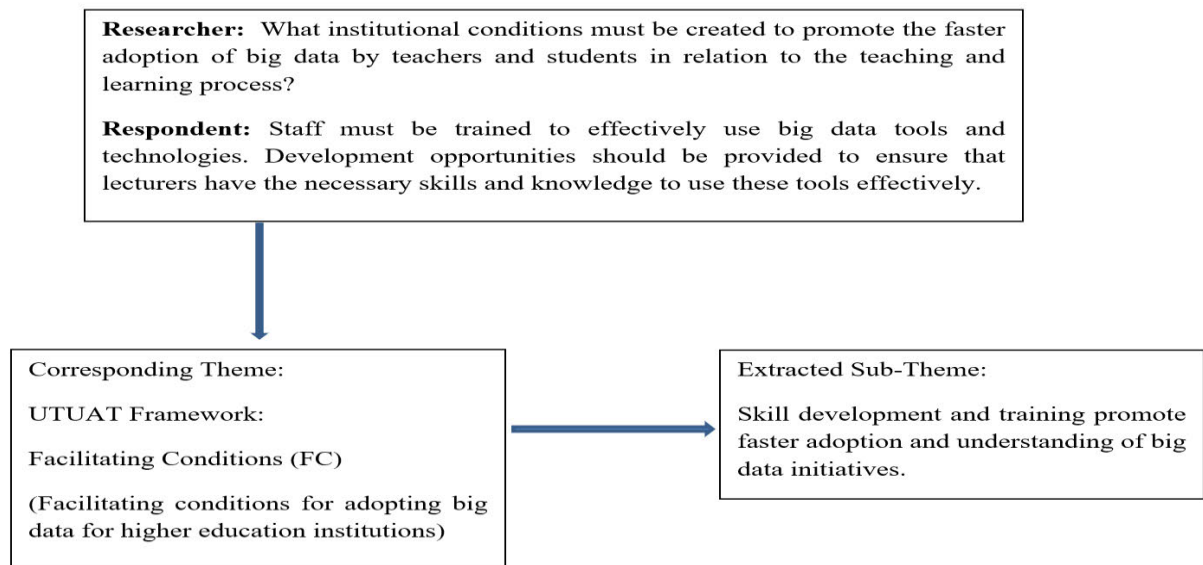 Researcher: What institutional conditions must be created to promote the faster
adoption of big data by teachers and students in relation to the teaching and
learning process?
Respondent: Staff must be trained to effectively use big data tools and
technologies. Development opportunities should be provided to ensure that
lecturers have the necessary skills and knowledge to use these tools effectively.
Corresponding Theme:
UTUAT Framework:
Facilitating Conditions (FC)
(Facilitating conditions for adopting big
data for higher education institutions)
Extracted Sub-Theme:
Skill development and training promote
faster adoption and understanding of big
data initiatives.